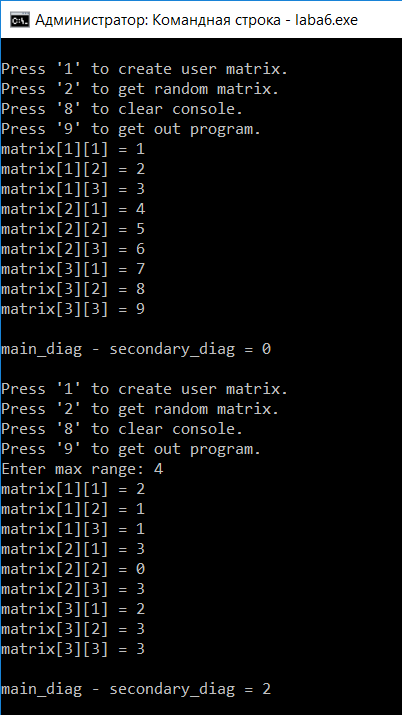 Администратор: Командная строка - laba6.exe
Press '1' to create user matrix.
Press '2' to get random matrix.
Press '8' to clear console.
Press '9' to get out program.
matrix[1][1] = 1
matrix[1][2] = 2
matrix[1][3] = 3
matrix[2][1] = 4
matrix[2][2] = 5
matrix[2][3] = 6
matrix[3][1] = 7
matrix[3][2] = 8
matrix[3][3] = 9
main_diag - secondary_diag = 0
Press '1' to create user matrix.
Press '2' to get random matrix.
Press '8' to clear console.
Press '9' to get out program.
Enter max range: 4
matrix[1][1] = 2
matrix[1][2] = 1
matrix[1][3] = 1
matrix[2][1] = 3
matrix[2][2] = 0
matrix[2][3] = 3
matrix[3][1] = 2
matrix[3][2] = 3
matrix[3][3] = 3
main_diag - secondary_diag = 2